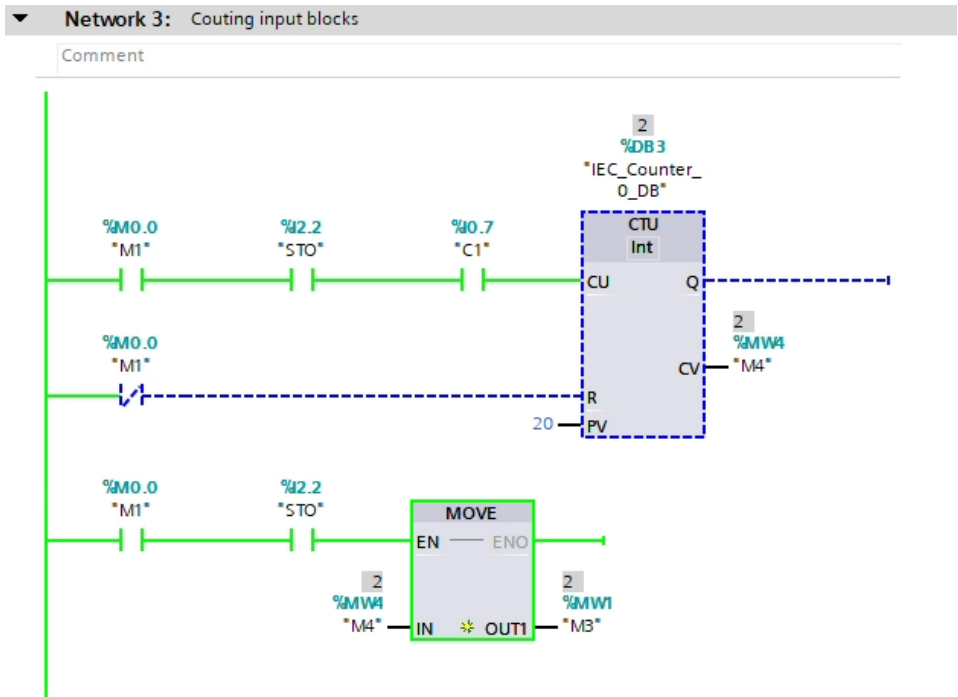 Network 3: Couting input blocks
Comment
2
%DB3
"IEC_Counter_
0_DB"
%M0.0
"M1"
%I2.2
"STO"
%I0.7
"C1"
CTU
Int
CU
Q
2
%MW4
"M4"
CV
%M0.0
"M1"
R
20
PV
%M0.0
"M1"
%I2.2
"STO"
MOVE
EN
ENO
2
%MW4
"M4"
IN
OUT1
2
%MW1
"M3"